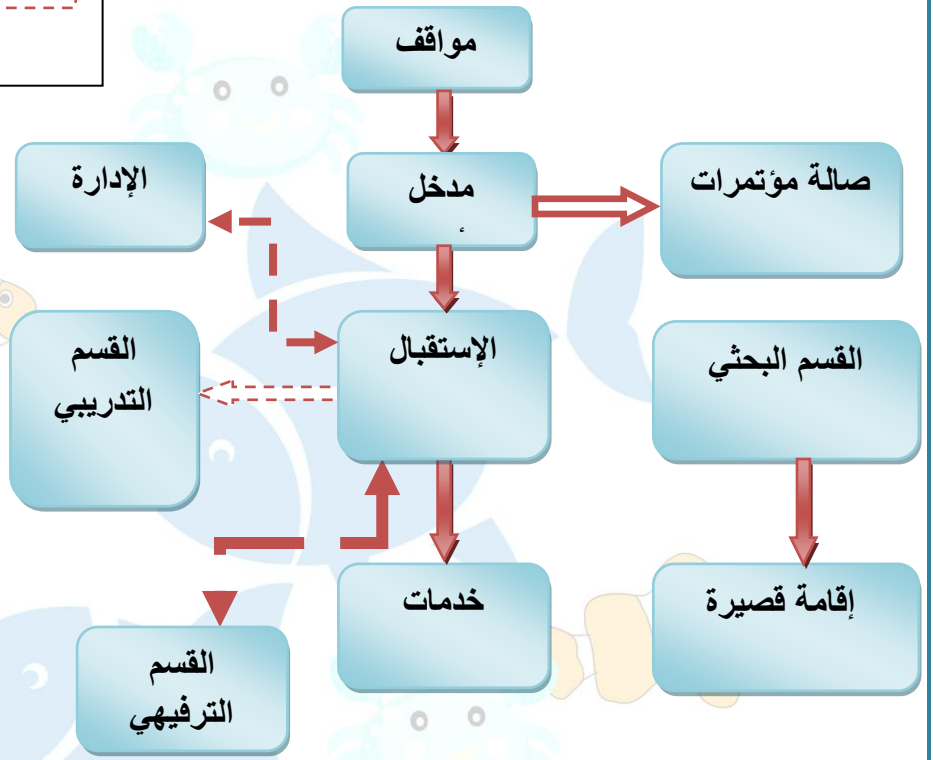 مواقف
صالة مؤتمرات
مدخل
الإدارة
القسم البحثي
الإستقبال
القسم
التدريبي
إقامة قصيرة
خدمات
القسم
الترفيهي